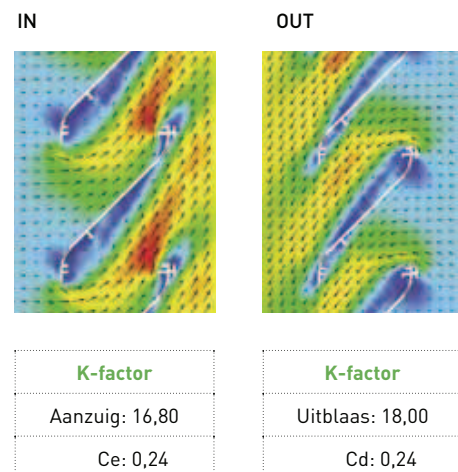 IN
OUT
K-factor
Aanzuig: 16,80
Ce: 0,24
K-factor
Uitblaas: 18,00
Cd: 0,24